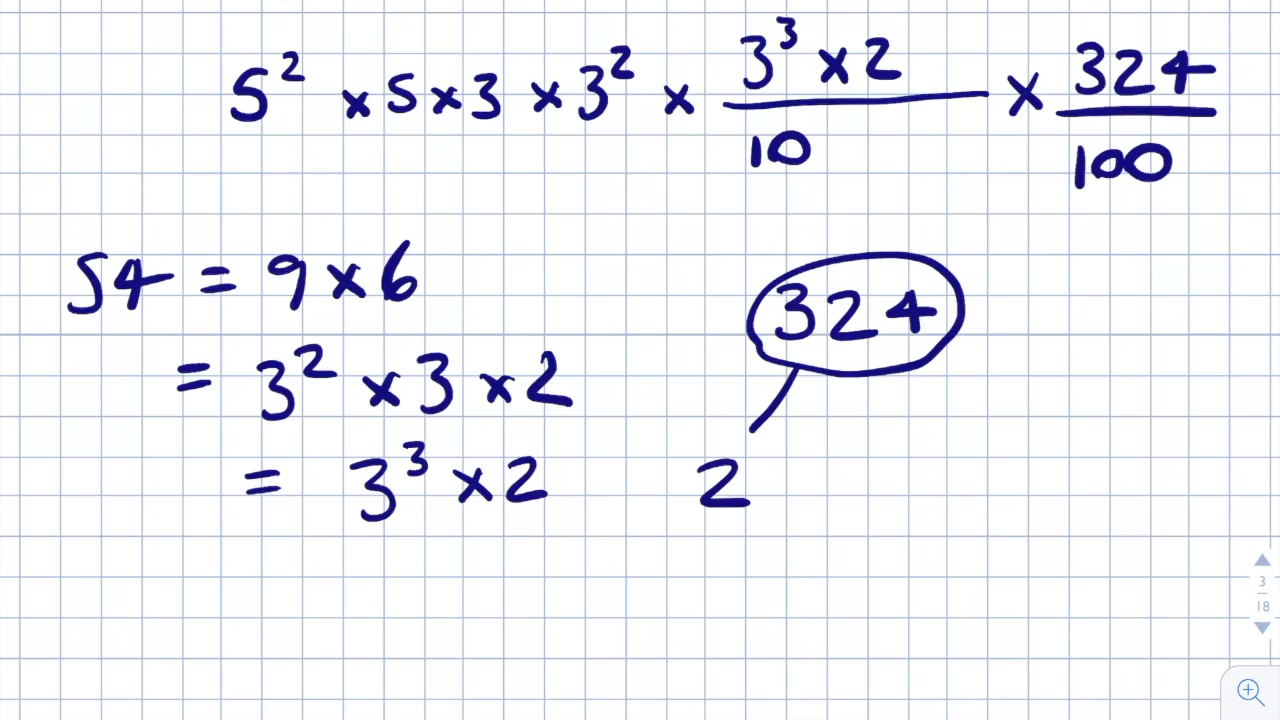 5² × 5 × 3 × 3² × 3³ × 2 / 10 × 324 / 100
54 = 9 × 6
324
= 3² × 3 × 2
= 3³ × 2
2
3
18